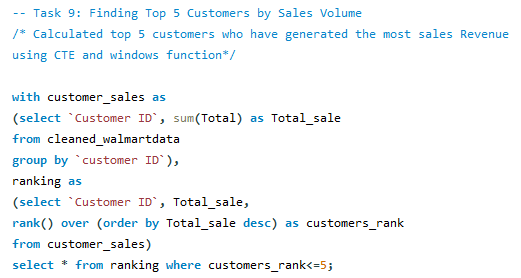 -- Task 9: Finding Top 5 Customers by Sales Volume
/* Calculated top 5 customers who have generated the most sales Revenue
using CTE and windows function*/
with customer_sales as
(select `Customer ID`, sum(Total) as Total_sale
from cleaned_walmartdata
group by `customer ID`),
ranking as
(select `Customer ID`, Total_sale,
rank() over (order by Total_sale desc) as customers_rank
from customer_sales)
select * from ranking where customers_rank<=5;